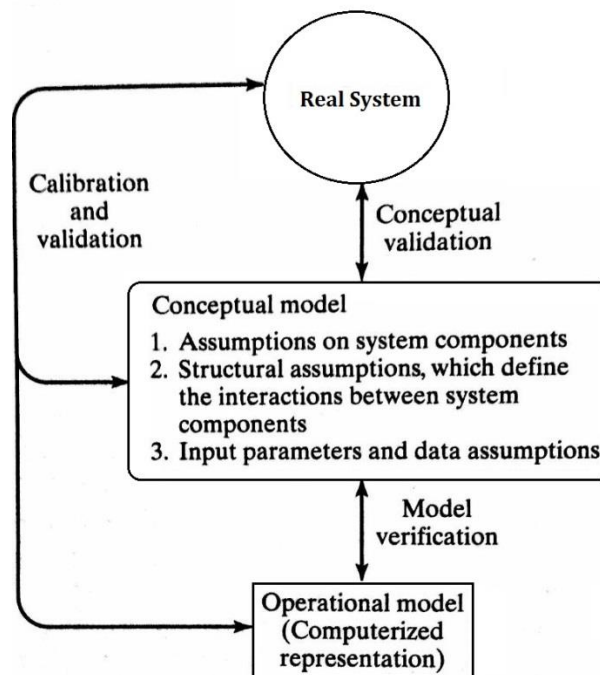 Real System
Calibration
and
validation
Conceptual
validation
Conceptual model
1. Assumptions on system components
2. Structural assumptions, which define
the interactions between system
components
3. Input parameters and data assumptions
Model
verification
Operational model
(Computerized
representation)